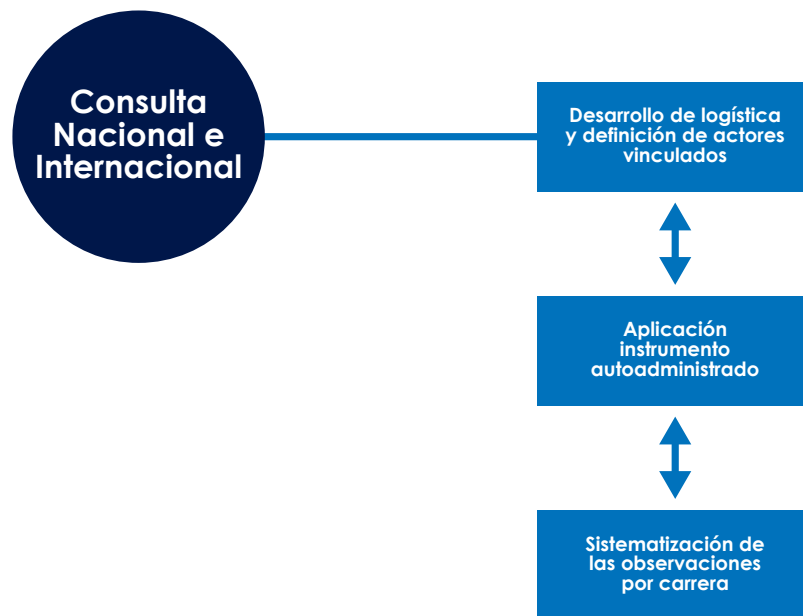 Consulta
Nacional e
Internacional
Desarrollo de logística
y definición de actores
vinculados
Aplicación
instrumento
autoadministrado
Sistematización de
las observaciones
por carrera